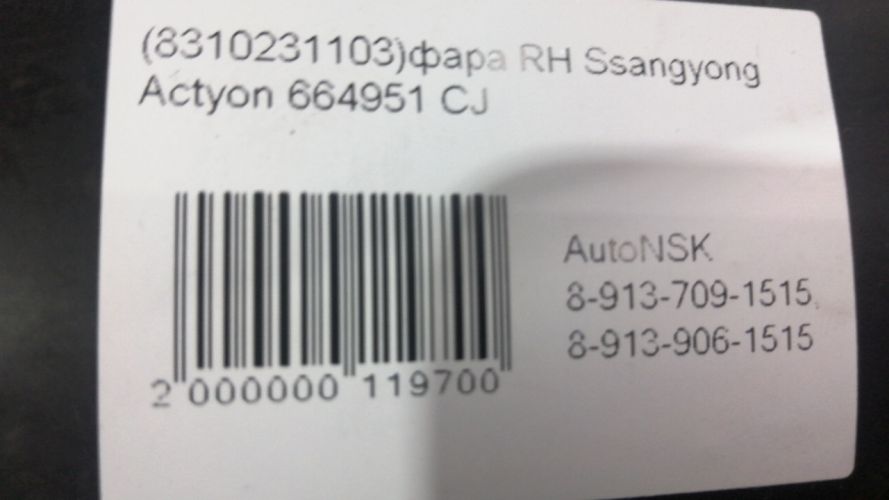 (8310231103)фара RH Ssangyong
Actyon 664951 CJ
AutoNSK
8-913-709-1515,
8-913-906-1515
2 000000 119700